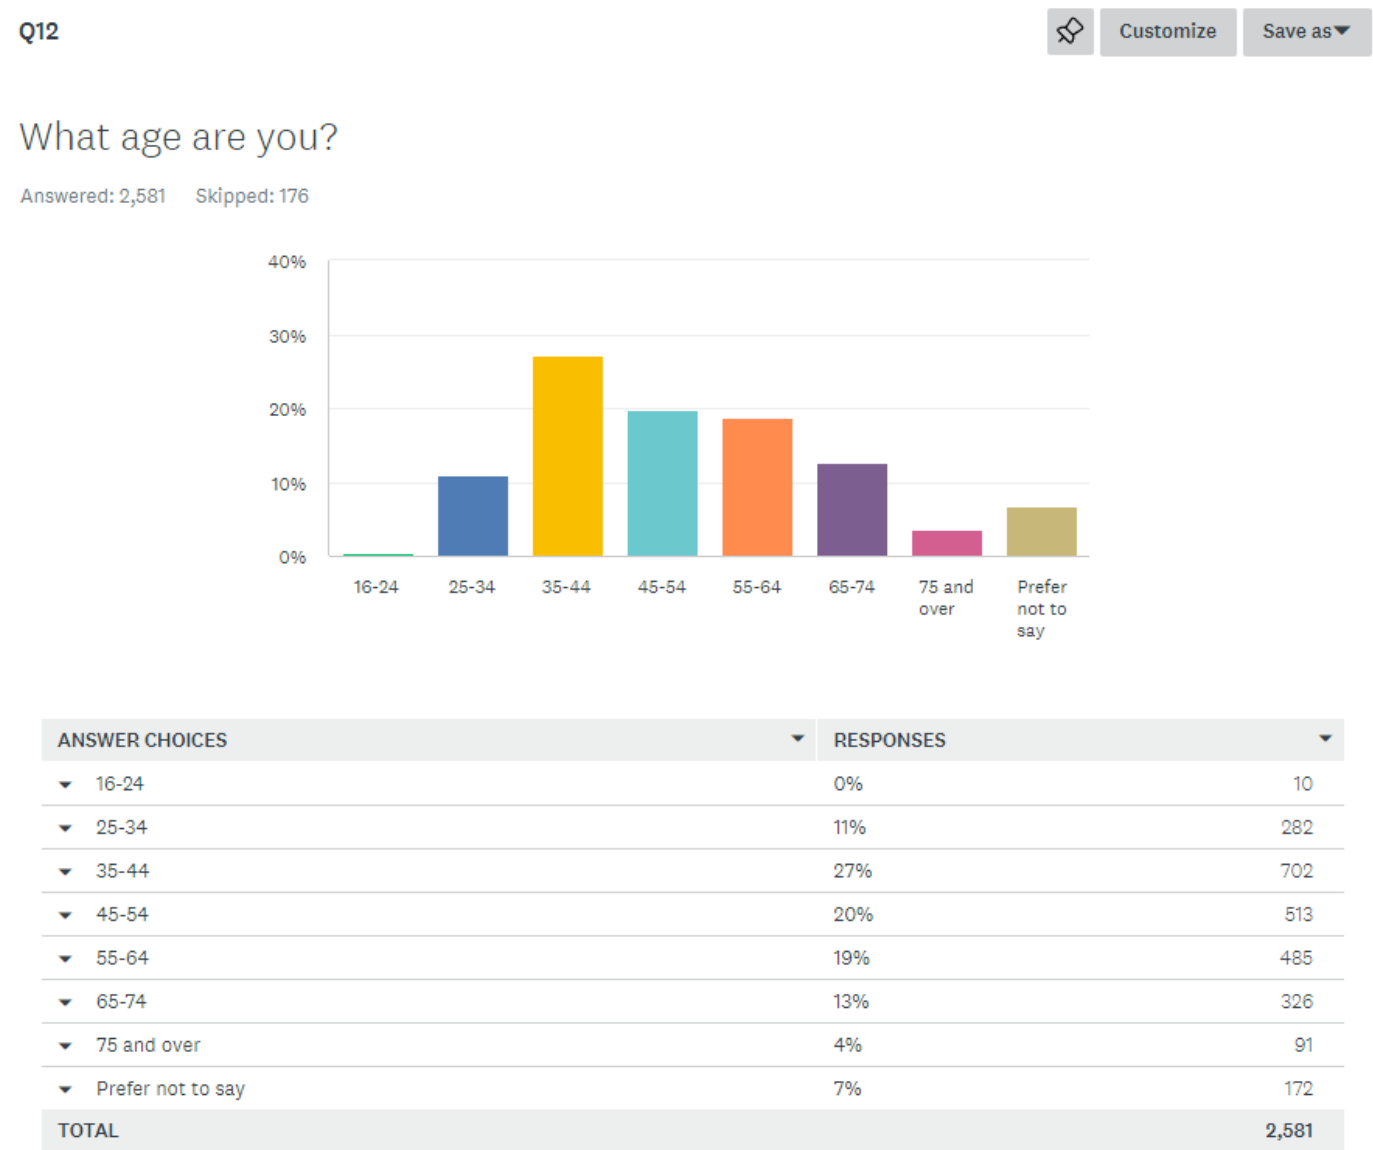 Q12
Customize
Save as
What age are you?
Answered: 2,581 Skipped: 176
40%
30%
20%
10%
0%
16-24 25-34 35-44 45-54 55-64 65-74 75 and over Prefer not to say
ANSWER CHOICES RESPONSES
16-24 0% 10
25-34 11% 282
35-44 27% 702
45-54 20% 513
55-64 19% 485
65-74 13% 326
75 and over 4% 91
Prefer not to say 7% 172
TOTAL 2,581